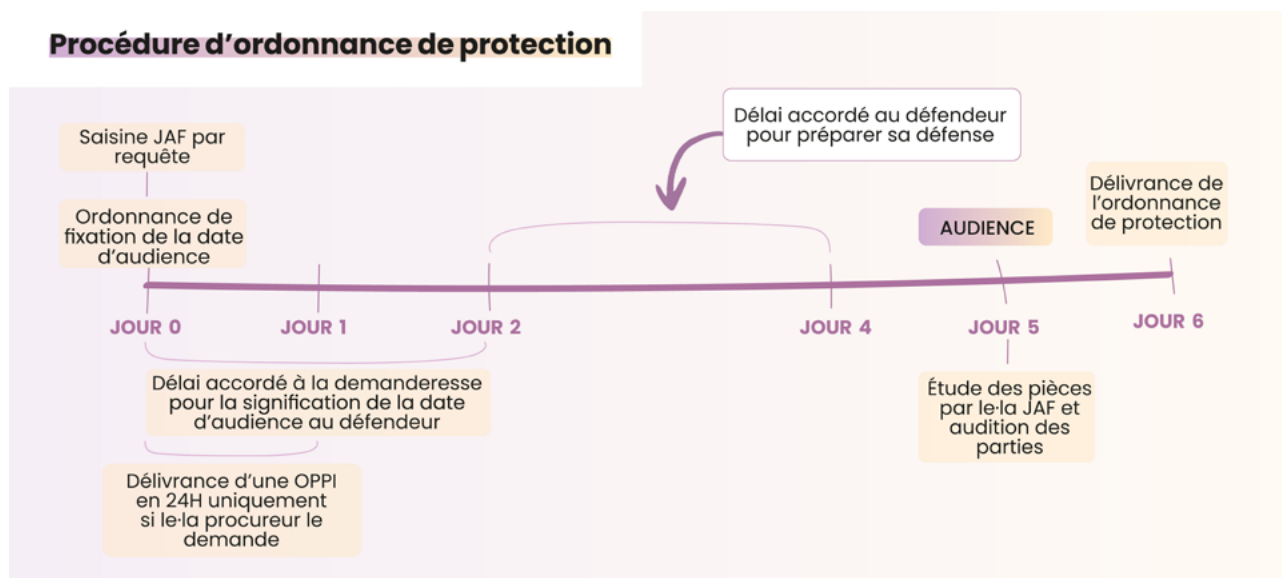 Procédure d'ordonnance de protection
Saisine JAF par
requête
Ordonnance de
fixation de la date
d'audience
Délai accordé au défendeur
pour préparer sa défense
AUDIENCE
Délivrance de
l'ordonnance
de protection
JOUR 0
JOUR 1
JOUR 2
JOUR 4
JOUR 5
JOUR 6
Délai accordé à la demanderesse
pour la signification de la date
d'audience au défendeur
Délivrance d'une OPPI
en 24H uniquement
si le·la procureur le
demande
Étude des pièces
par le·la JAF et
audition des
parties